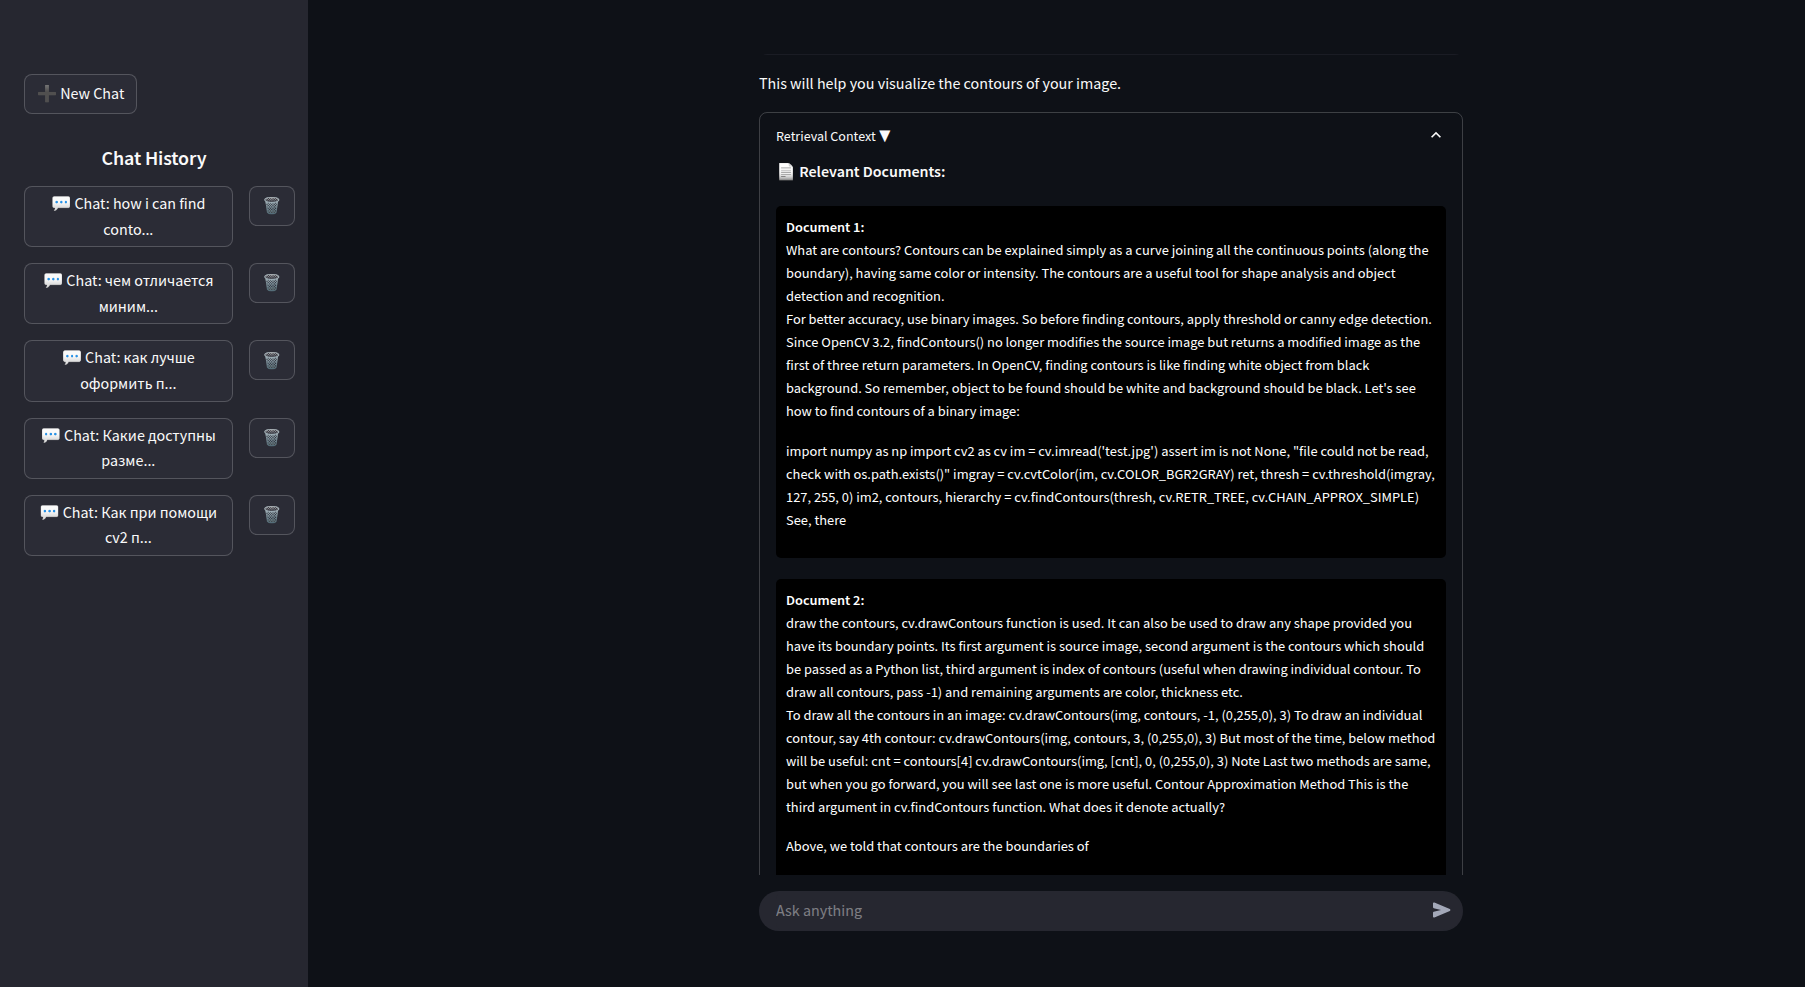 ➕ New Chat
Chat History
💬 Chat: how i can find
conto...
🗑️
💬 Chat: чем отличается
миним...
🗑️
💬 Chat: как лучше
оформить п...
🗑️
💬 Chat: Какие доступны
разме...
🗑️
💬 Chat: Как при помощи
cv2 п...
🗑️
This will help you visualize the contours of your image.
Retrieval Context ▼
📄 Relevant Documents:
Document 1:
What are contours? Contours can be explained simply as a curve joining all the continuous points (along the
boundary), having same color or intensity. The contours are a useful tool for shape analysis and object
detection and recognition.
For better accuracy, use binary images. So before finding contours, apply threshold or canny edge detection.
Since OpenCV 3.2, findContours() no longer modifies the source image but returns a modified image as the
first of three return parameters. In OpenCV, finding contours is like finding white object from black
background. So remember, object to be found should be white and background should be black. Let's see
how to find contours of a binary image:
import numpy as np import cv2 as cv im = cv.imread('test.jpg') assert im is not None, "file could not be read,
check with os.path.exists()" imgray = cv.cvtColor(im, cv.COLOR_BGR2GRAY) ret, thresh = cv.threshold(imgray,
127, 255, 0) im2, contours, hierarchy = cv.findContours(thresh, cv.RETR_TREE, cv.CHAIN_APPROX_SIMPLE)
See, there
Document 2:
draw the contours, cv.drawContours function is used. It can also be used to draw any shape provided you
have its boundary points. Its first argument is source image, second argument is the contours which should
be passed as a Python list, third argument is index of contours (useful when drawing individual contour. To
draw all contours, pass -1) and remaining arguments are color, thickness etc.
To draw all the contours in an image: cv.drawContours(img, contours, -1, (0,255,0), 3) To draw an individual
contour, say 4th contour: cv.drawContours(img, contours, 3, (0,255,0), 3) But most of the time, below method
will be useful: cnt = contours[4] cv.drawContours(img, [cnt], 0, (0,255,0), 3) Note Last two methods are same,
but when you go forward, you will see last one is more useful. Contour Approximation Method This is the
third argument in cv.findContours function. What does it denote actually?
Above, we told that contours are the boundaries of
Ask anything